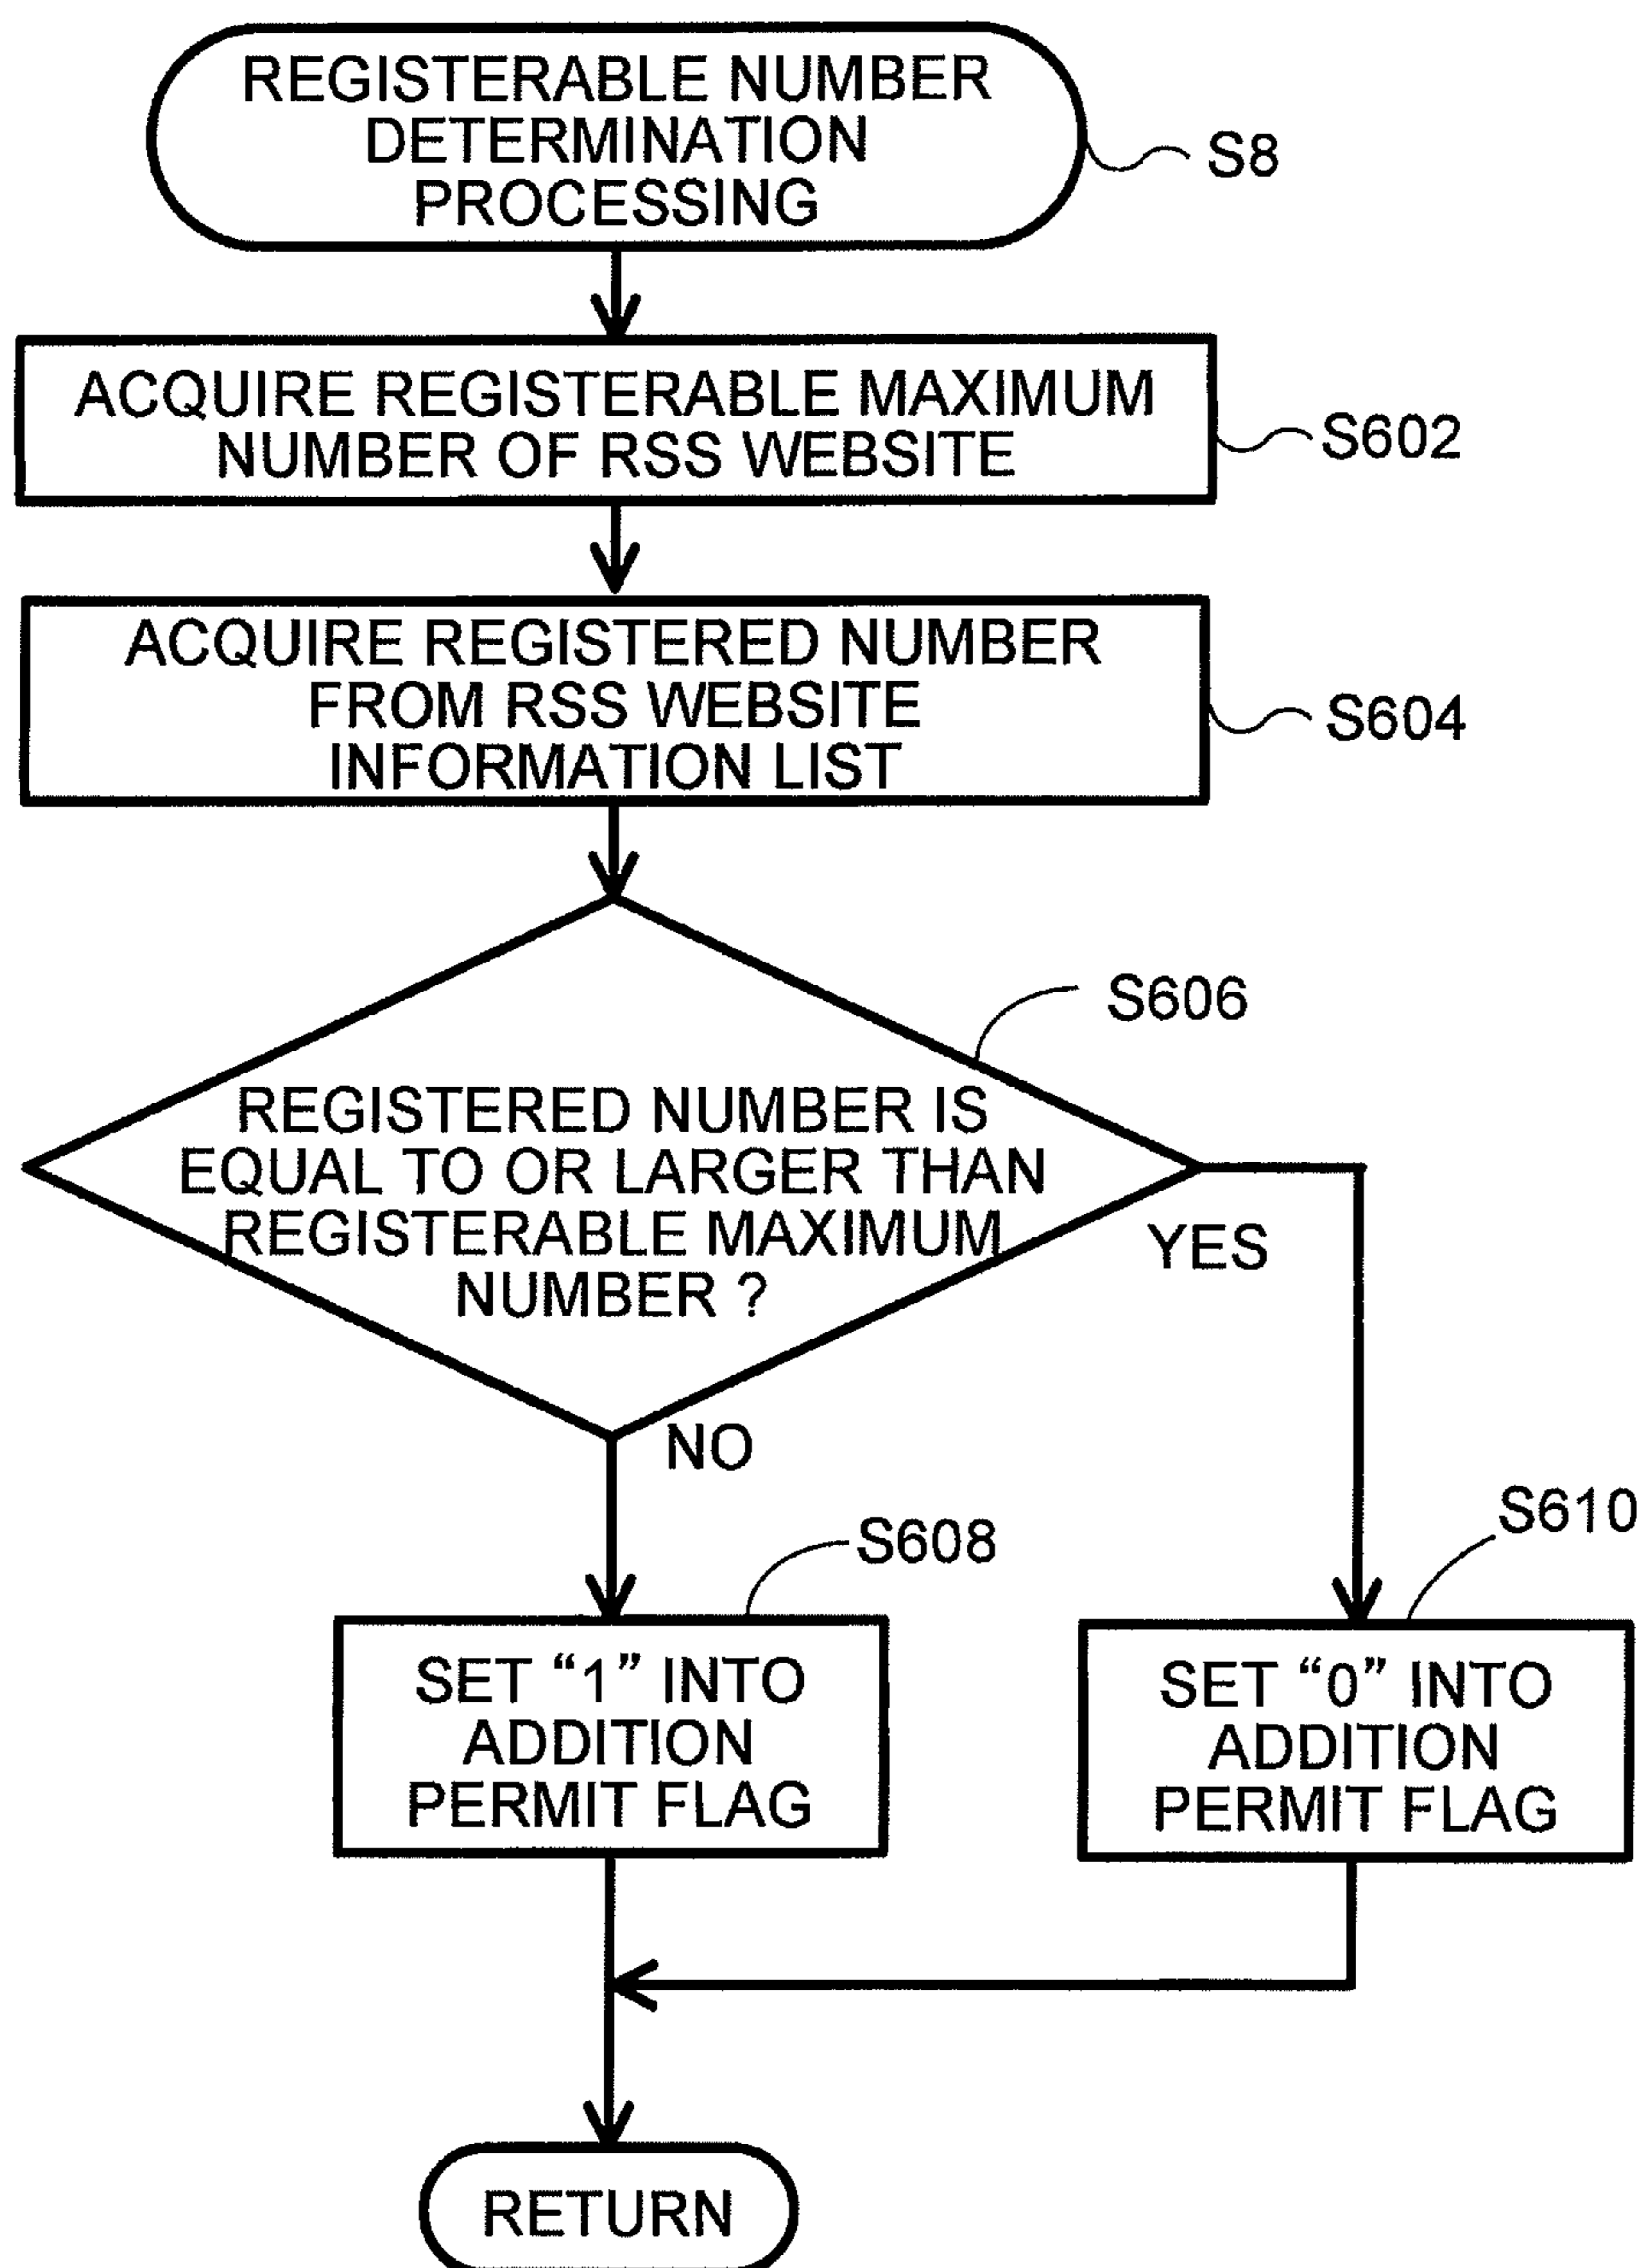 REGISTERABLE NUMBER
DETERMINATION
PROCESSING
S8
ACQUIRE REGISTERABLE MAXIMUM
NUMBER OF RSS WEBSITE
S602
ACQUIRE REGISTERED NUMBER
FROM RSS WEBSITE
INFORMATION LIST
S604
S606
REGISTERED NUMBER IS
EQUAL TO OR LARGER THAN
REGISTERABLE MAXIMUM
NUMBER ?
YES
NO
S608
S610
SET “1” INTO
ADDITION
PERMIT FLAG
SET “0” INTO
ADDITION
PERMIT FLAG
RETURN